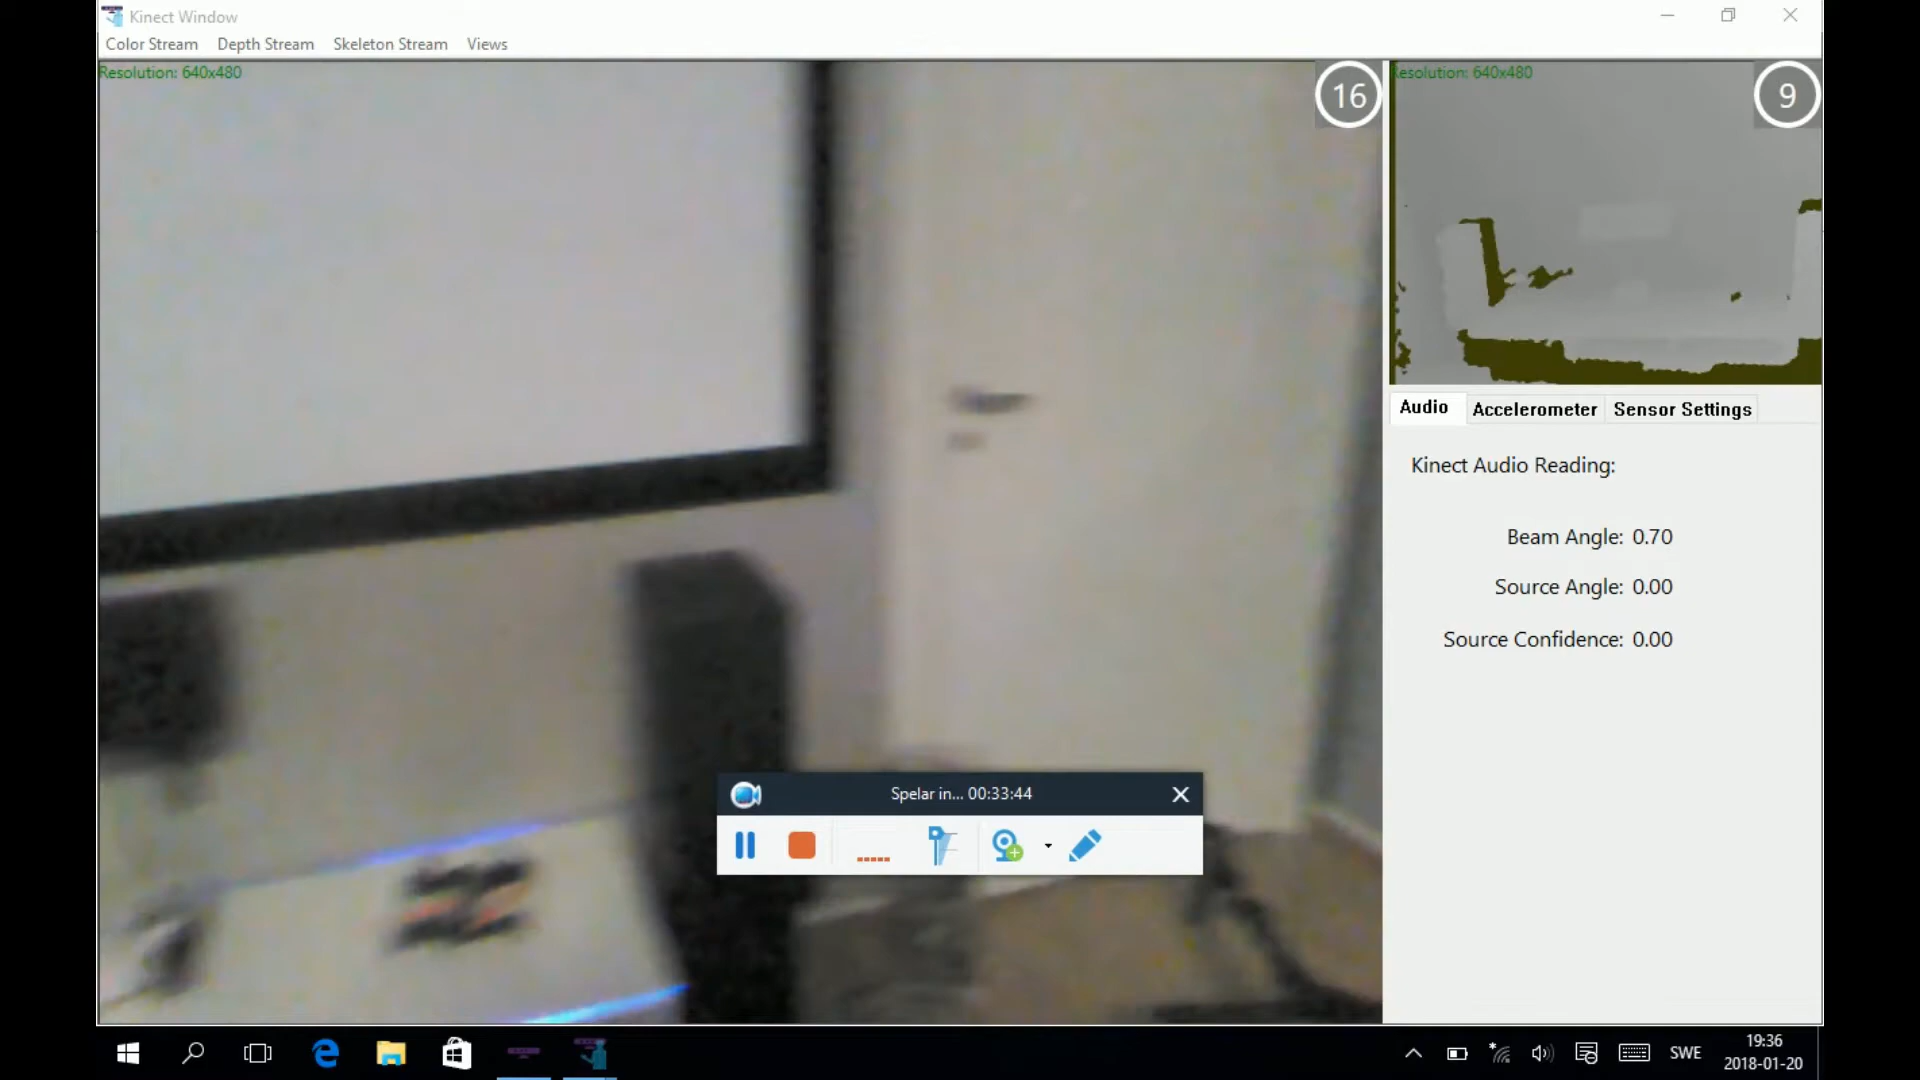 Kinect Window
Color Stream Depth Stream Skeleton Stream Views
Resolution: 640x480
16
Resolution: 640x480
9
Audio Accelerometer Sensor Settings
Kinect Audio Reading:
Beam Angle: 0.70
Source Angle: 0.00
Source Confidence: 0.00
Spelar in... 00:33:44
SWE
19:36
2018-01-20